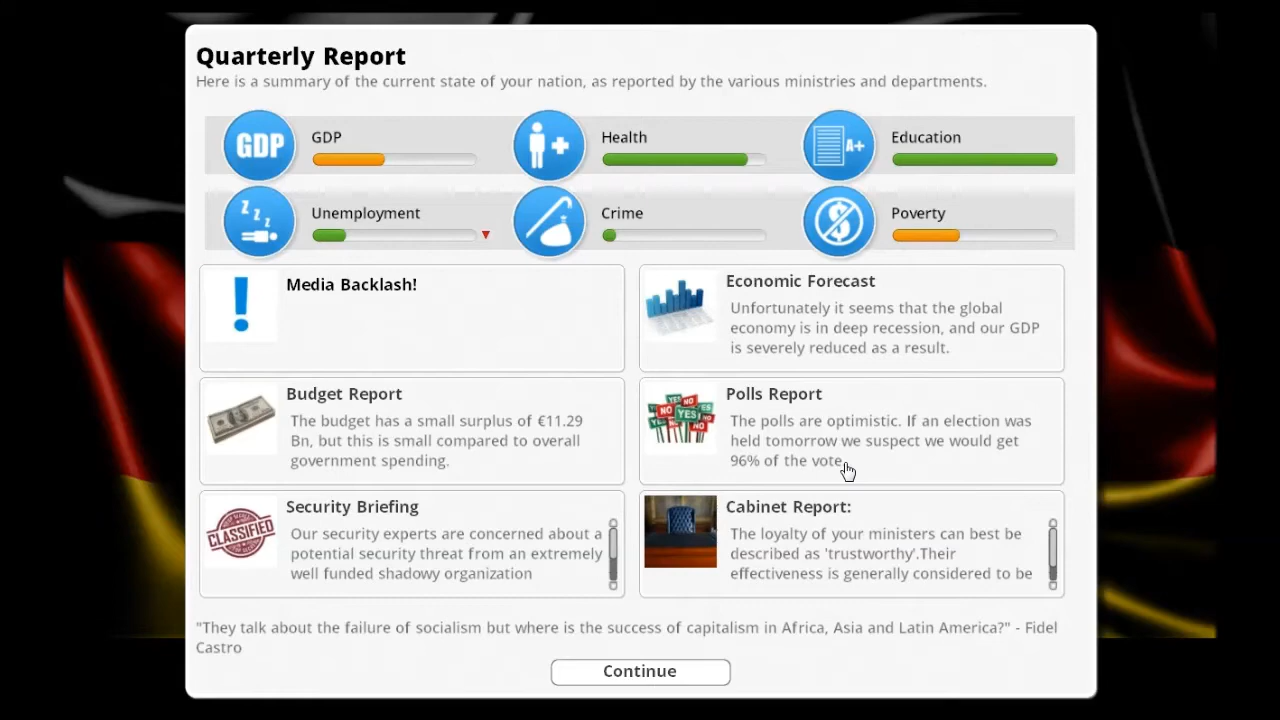 Quarterly Report
Here is a summary of the current state of your nation, as reported by the various ministries and departments.
GDP
GDP
Health
A+
Education
Z Z Z
Unemployment
Crime
Poverty
Media Backlash!
Economic Forecast
Unfortunately it seems that the global
economy is in deep recession, and our GDP
is severely reduced as a result.
Budget Report
The budget has a small surplus of €11.29
Bn, but this is small compared to overall
government spending.
YES NO
NO YES
NO
Polls Report
The polls are optimistic. If an election was
held tomorrow we suspect we would get
96% of the vote.
CLASSIFIED
Security Briefing
Our security experts are concerned about a
potential security threat from an extremely
well funded shadowy organization
Cabinet Report:
The loyalty of your ministers can best be
described as 'trustworthy'.Their
effectiveness is generally considered to be
"They talk about the failure of socialism but where is the success of capitalism in Africa, Asia and Latin America?" - Fidel
Castro
Continue